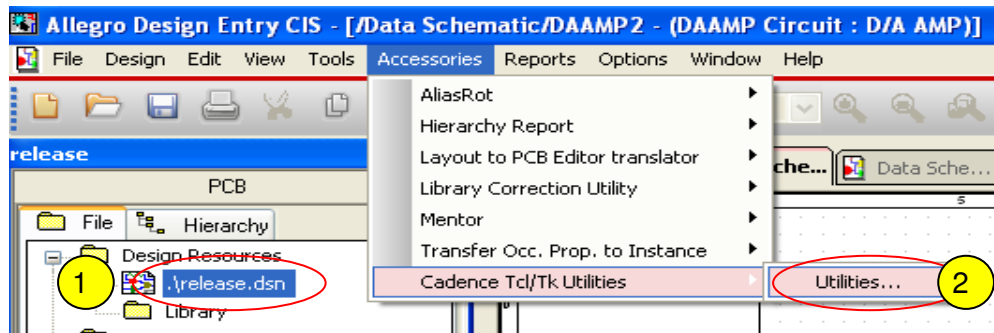 Allegro Design Entry CIS - [/Data Schematic/DAAMP2 - (DAAMP Circuit : D/A AMP)]
File Design Edit View Tools Accessories Reports Options Window Help
AliasRot
Hierarchy Report
Layout to PCB Editor translator
Library Correction Utility
Mentor
Transfer Occ. Prop. to Instance
Cadence Tcl/Tk Utilities
Utilities...
2
release
PCB
File Hierarchy
Design Resources
1
.\release.dsn
Library
che...
Data Sche...
5